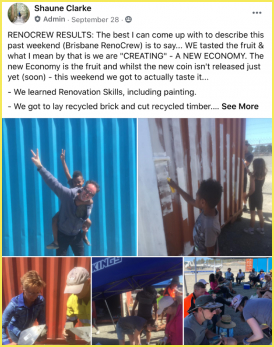 Shaune Clarke
Admin · September 28 ·
RENOCREW RESULTS: The best I can come up with to describe this
past weekend (Brisbane RenoCrew) is to say... WE tasted the fruit &
what I mean by that is we are "CREATING" - A NEW ECONOMY. The
new Economy is the fruit and whilst the new coin isn't released just
yet (soon) - this weekend we got to actually taste it...
- We learned Renovation Skills, including painting.
- We got to lay recycled brick and cut recycled timber.... See More
KINGS